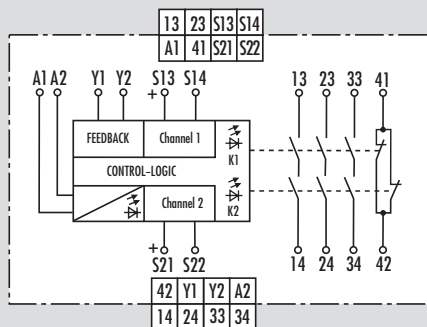 13 23 S13 S14
A1 41 S21 S22
A1 A2 Y1 Y2 S13 S14 13 23 33 41
+
FEEDBACK Channel 1
K1
CONTROL-LOGIC
Channel 2
K2
+
S21 S22 14 24 34 42
42 Y1 Y2 A2
14 24 33 34